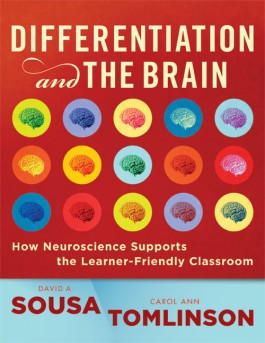 DIFFERENTIATION
and THE BRAIN
How Neuroscience Supports
the Learner-Friendly Classroom
DAVID A.
SOUSA
CAROL ANN
TOMLINSON